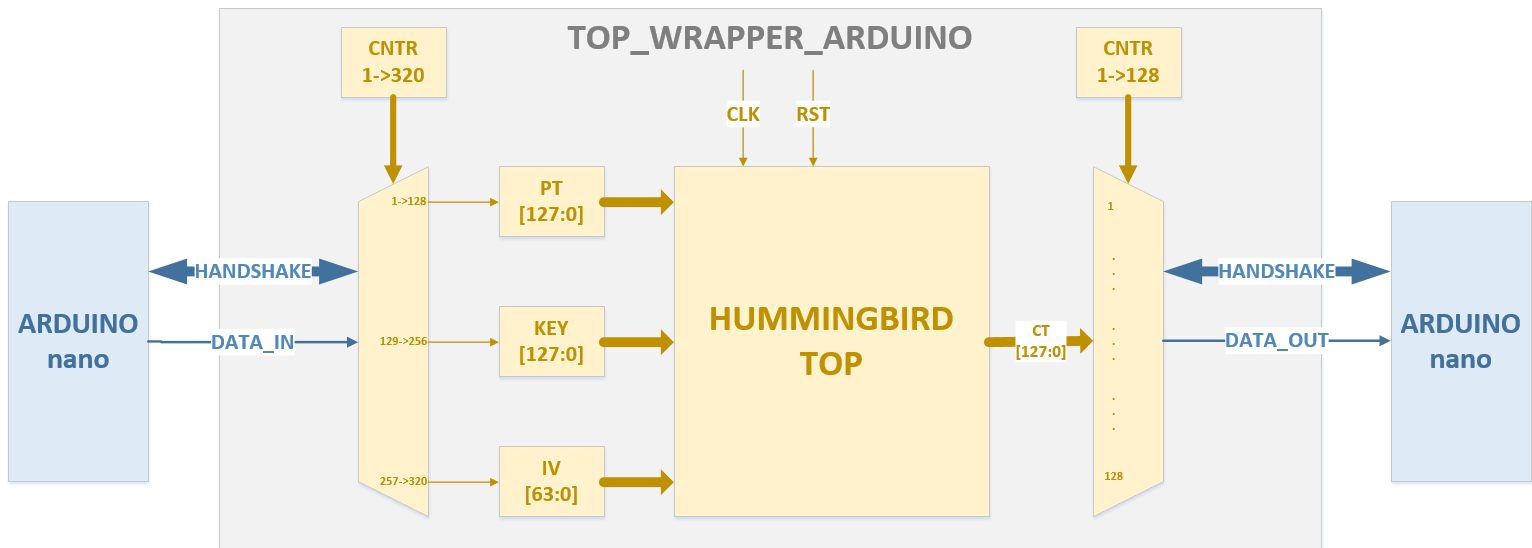 TOP_WRAPPER_ARDUINO
CNTR
1->320
CNTR
1->128
CLK
RST
1->128
PT
[127:0]
1
HANDSHAKE
HANDSHAKE
ARDUINO
nano
DATA_IN
129->256
KEY
[127:0]
HUMMINGBIRD
TOP
CT
[127:0]
DATA_OUT
ARDUINO
nano
257->320
IV
[63:0]
128